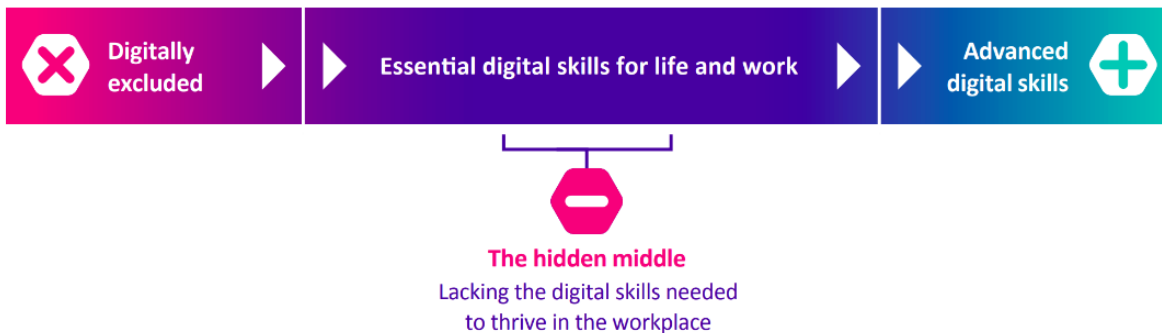 Digitally
excluded
Essential digital skills for life and work
Advanced
digital skills
The hidden middle
Lacking the digital skills needed
to thrive in the workplace